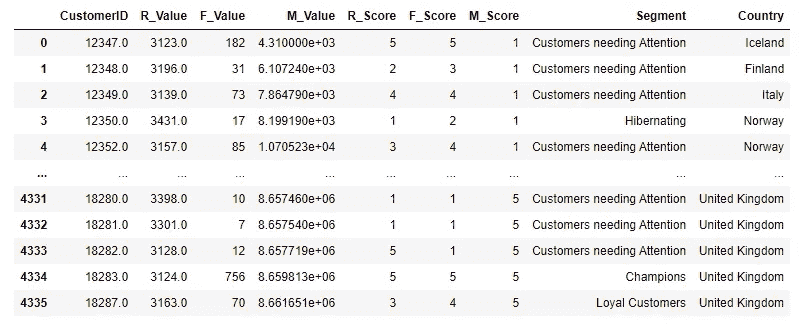 CustomerID R_Value F_Value M_Value R_Score F_Score M_Score Segment Country
0 12347.0 3123.0 182 4.310000e+03 5 5 1 Customers needing Attention Iceland
1 12348.0 3196.0 31 6.107240e+03 2 3 1 Customers needing Attention Finland
2 12349.0 3139.0 73 7.864790e+03 4 4 1 Customers needing Attention Italy
3 12350.0 3431.0 17 8.199190e+03 1 2 1 Hibernating Norway
4 12352.0 3157.0 85 1.070523e+04 3 4 1 Customers needing Attention Norway
... ... ... ... ... ... ... ... ... ...
4331 18280.0 3398.0 10 8.657460e+06 1 1 5 Customers needing Attention United Kingdom
4332 18281.0 3301.0 7 8.657540e+06 1 1 5 Customers needing Attention United Kingdom
4333 18282.0 3128.0 12 8.657719e+06 5 1 5 Customers needing Attention United Kingdom
4334 18283.0 3124.0 756 8.659813e+06 5 5 5 Champions United Kingdom
4335 18287.0 3163.0 70 8.661651e+06 3 4 5 Loyal Customers United Kingdom